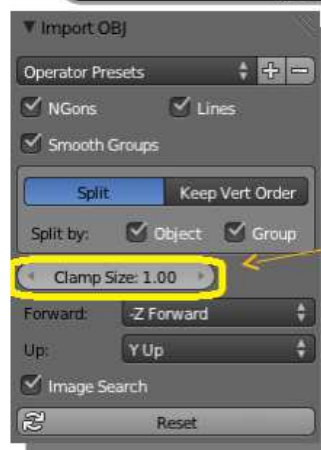 Import OBJ
Operator Presets
NGons Lines
Smooth Groups
Split Keep Vert Order
Split by: Object Group
Clamp Size: 1.00
Forward: -Z Forward
Up: Y Up
Image Search
Reset